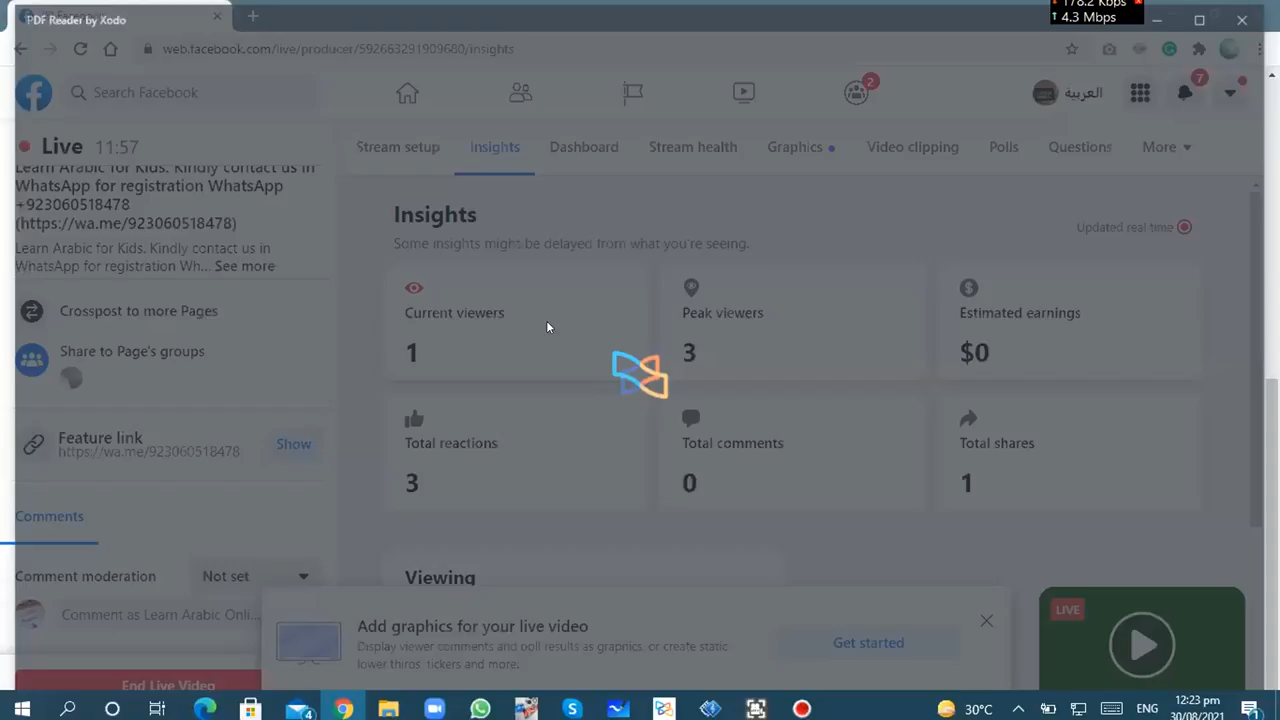 PDF Reader by Xodo
178.2 Kbps
4.3 Mbps
web.facebook.com/live/producer/592663291909680/insights
Search Facebook
2
العربية
7
Live 11:57
Stream setup
Insights
Dashboard
Stream health
Graphics
Video clipping
Polls
Questions
More
Learn Arabic for Kids. Kindly contact us in
WhatsApp for registration WhatsApp
+923060518478
(https://wa.me/923060518478)
Learn Arabic for Kids. Kindly contact us in
WhatsApp for registration Wh... See more
Crosspost to more Pages
Share to Page's groups
Feature link
https://wa.me/923060518478
Show
Comments
Comment moderation
Not set
Comment as Learn Arabic Onli...
End Live Video
Insights
Some insights might be delayed from what you're seeing.
Updated real time
Current viewers
1
Peak viewers
3
Estimated earnings
$0
Total reactions
3
Total comments
0
Total shares
1
Viewing
Add graphics for your live video
Display viewer comments and poll results as graphics, or create static
lower thirds, tickers and more.
Get started
LIVE
4
30°C
ENG
12:23 pm
30/08/2021
1